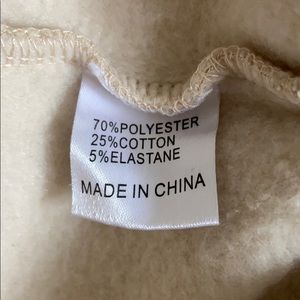 70%POLYESTER
25%COTTON
5%ELASTANE
MADE IN CHINA